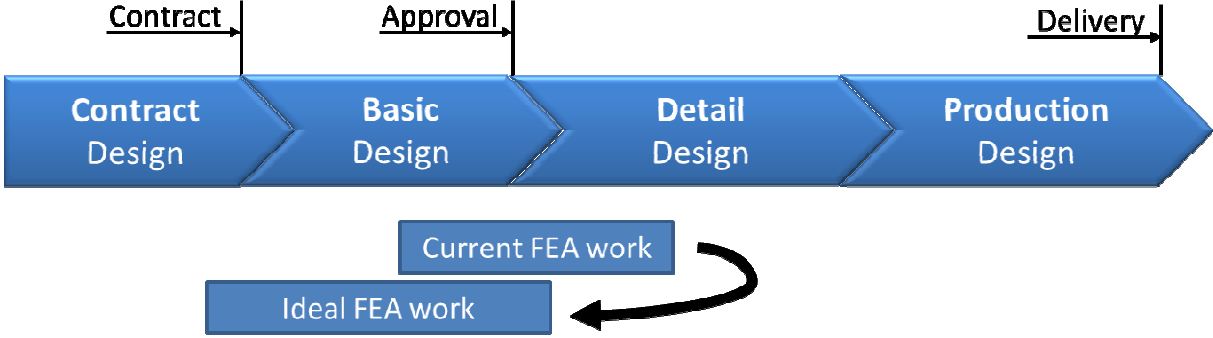 Contract
Approval
Delivery
Contract
Design
Basic
Design
Detail
Design
Production
Design
Current FEA work
Ideal FEA work